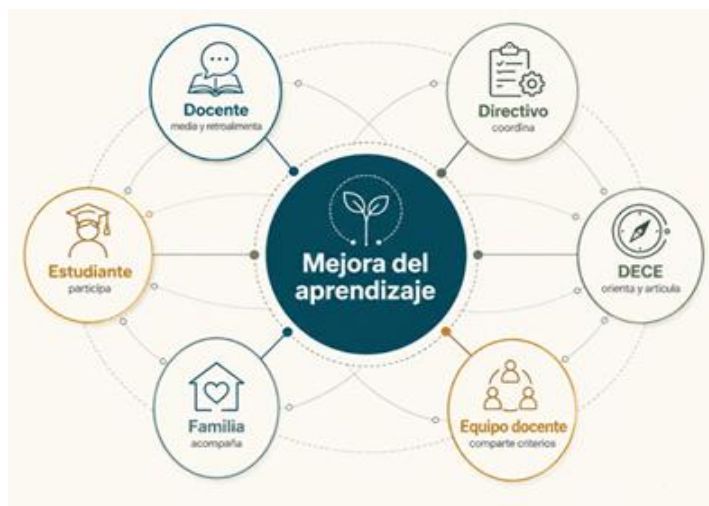 Docente
media y retroalimenta
Directivo
coordina
Estudiante
participa
Mejora del
aprendizaje
DECE
orienta y articula
Familia
acompaña
Equipo docente
comparte criterios